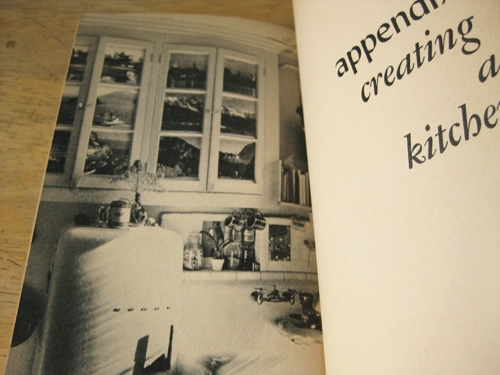 appendi
creating
a
kitche